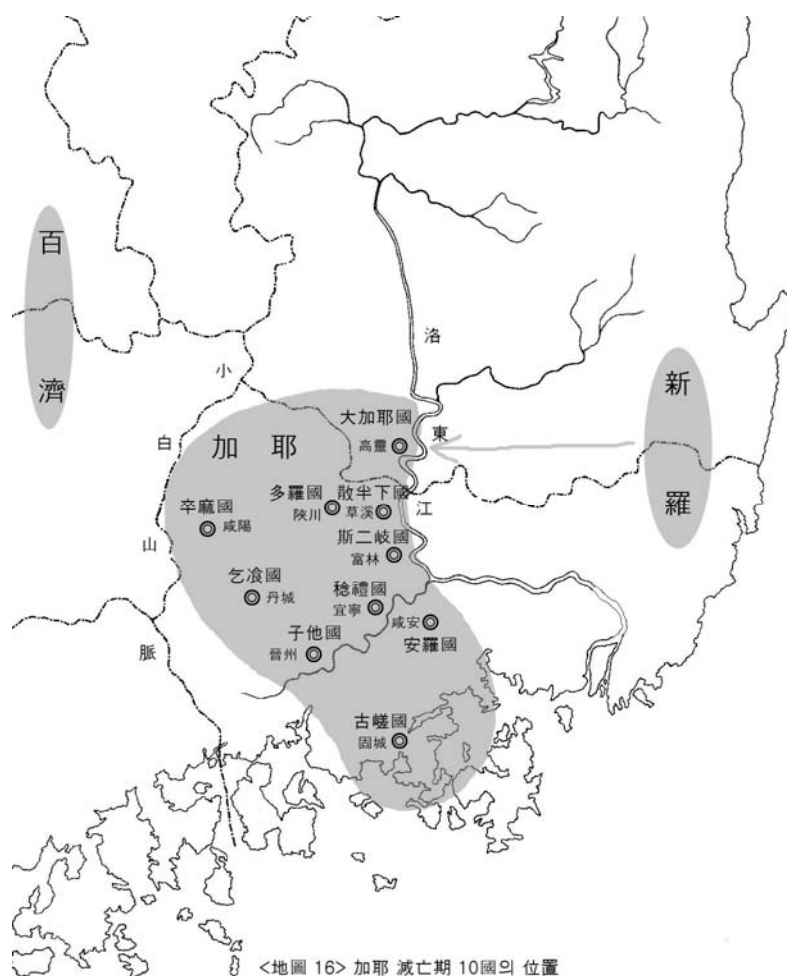 百
濟
小
白
山
脈
洛
東
江
新
羅
加 耶
大加耶國
高靈
多羅國
陜川
散半下國
草溪
卒麻國
咸陽
斯二岐國
富林
乞飡國
丹城
稔禮國
宜寧
咸安
安羅國
子他國
晉州
古嵯國
固城
<地圖 16> 加耶 滅亡期 10國의 位置